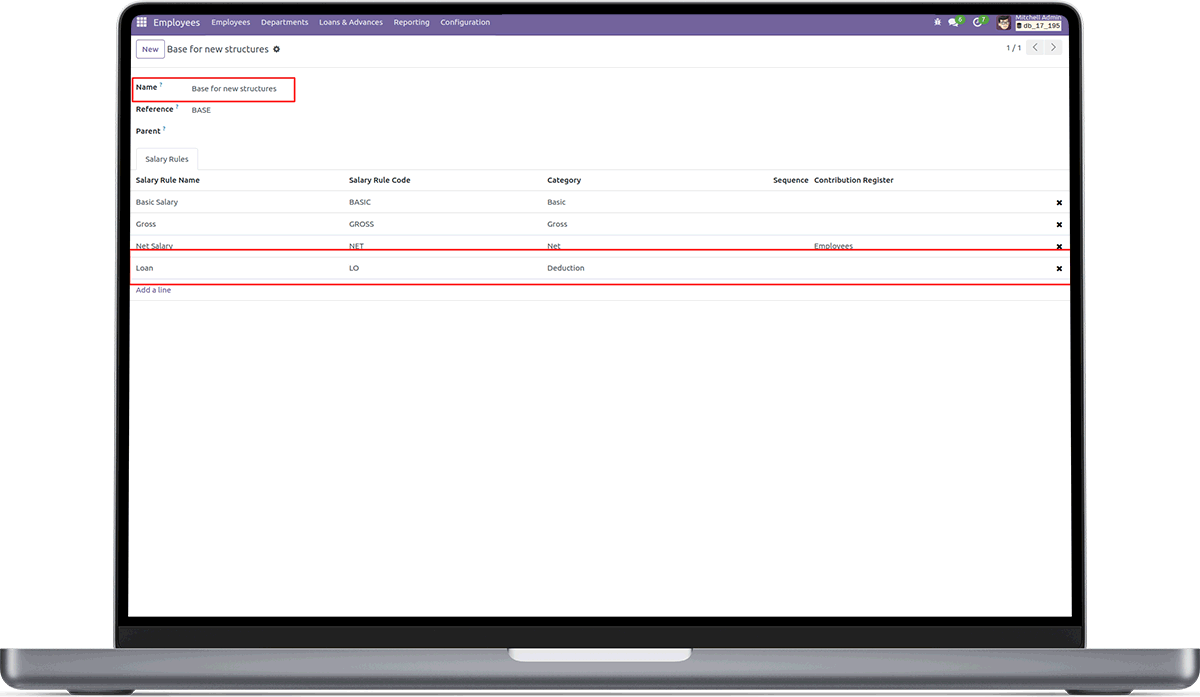 Employees Employees Departments Loans & Advances Reporting Configuration 6 7 Mitchell Admin
db_17_195
New Base for new structures 1 / 1
Name ? Base for new structures
Reference ? BASE
Parent ?
Salary Rules
Salary Rule Name Salary Rule Code Category Sequence Contribution Register
Basic Salary BASIC Basic
Gross GROSS Gross
Net Salary NET Net Employees
Loan LO Deduction
Add a line